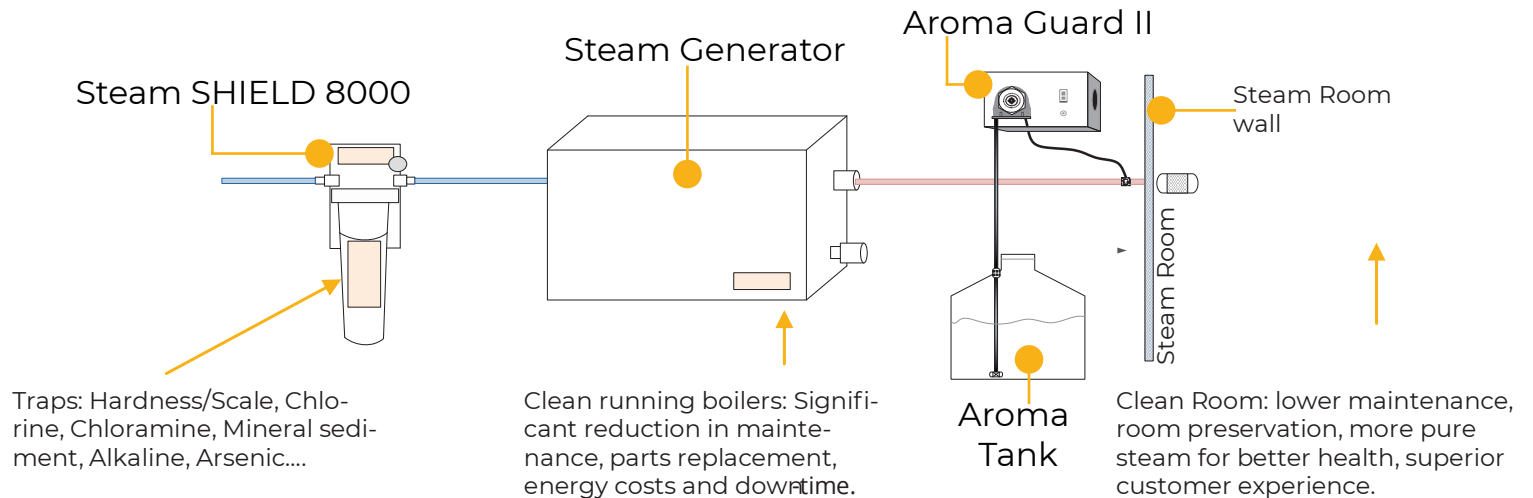 Aroma Guard II
Steam Generator
Steam SHIELD 8000
Steam Room
wall
Steam Room
Traps: Hardness/Scale, Chlo-
rine, Chloramine, Mineral sedi-
ment, Alkaline, Arsenic....
Clean running boilers: Signifi-
cant reduction in mainte-
nance, parts replacement,
energy costs and downtime.
Aroma
Tank
Clean Room: lower maintenance,
room preservation, more pure
steam for better health, superior
customer experience.